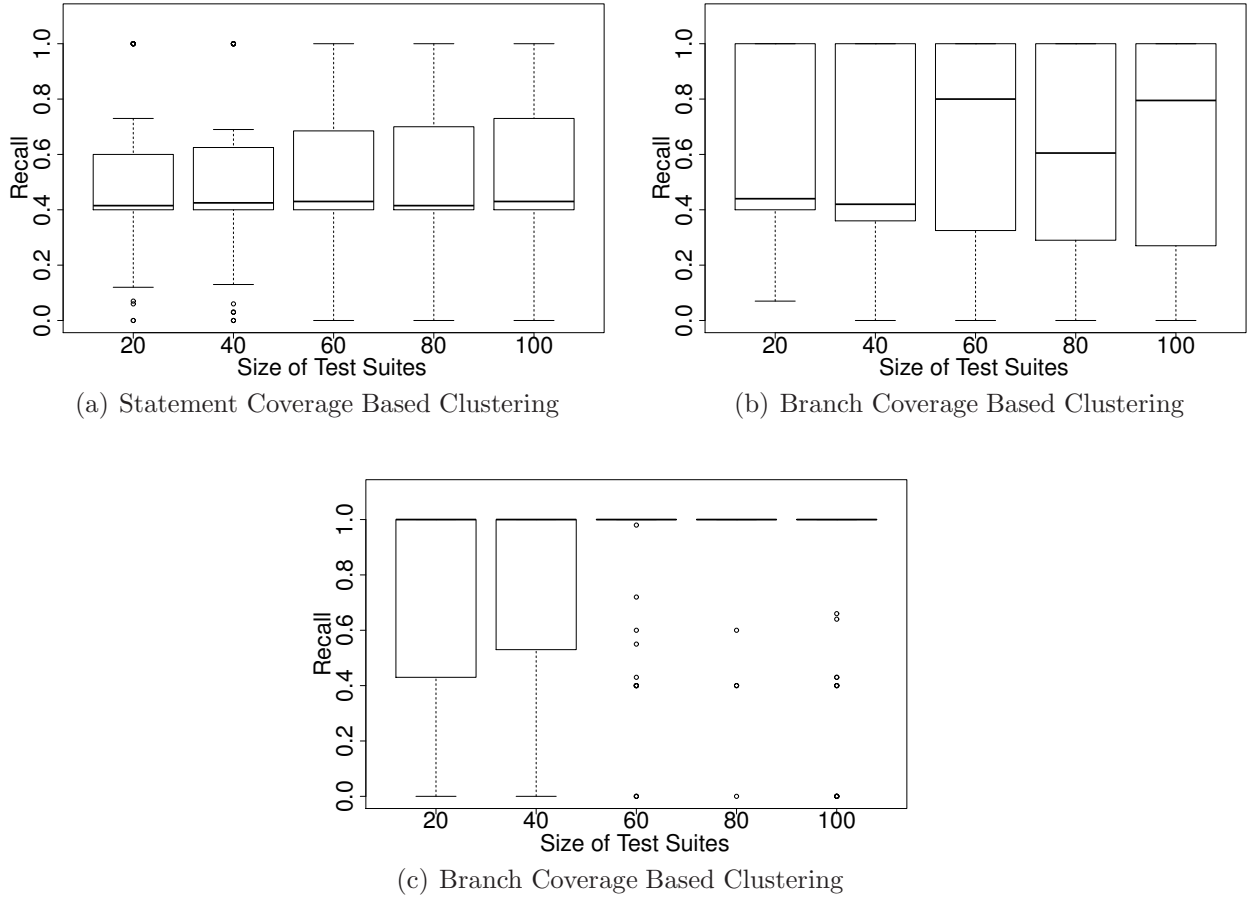 Recall
1.0
0.8
0.6
0.4
0.2
0.0
20 40 60 80 100
Size of Test Suites
(a) Statement Coverage Based Clustering
Recall
1.0
0.8
0.6
0.4
0.2
0.0
20 40 60 80 100
Size of Test Suites
(b) Branch Coverage Based Clustering
Recall
1.0
0.8
0.6
0.4
0.2
0.0
20 40 60 80 100
Size of Test Suites
(c) Branch Coverage Based Clustering